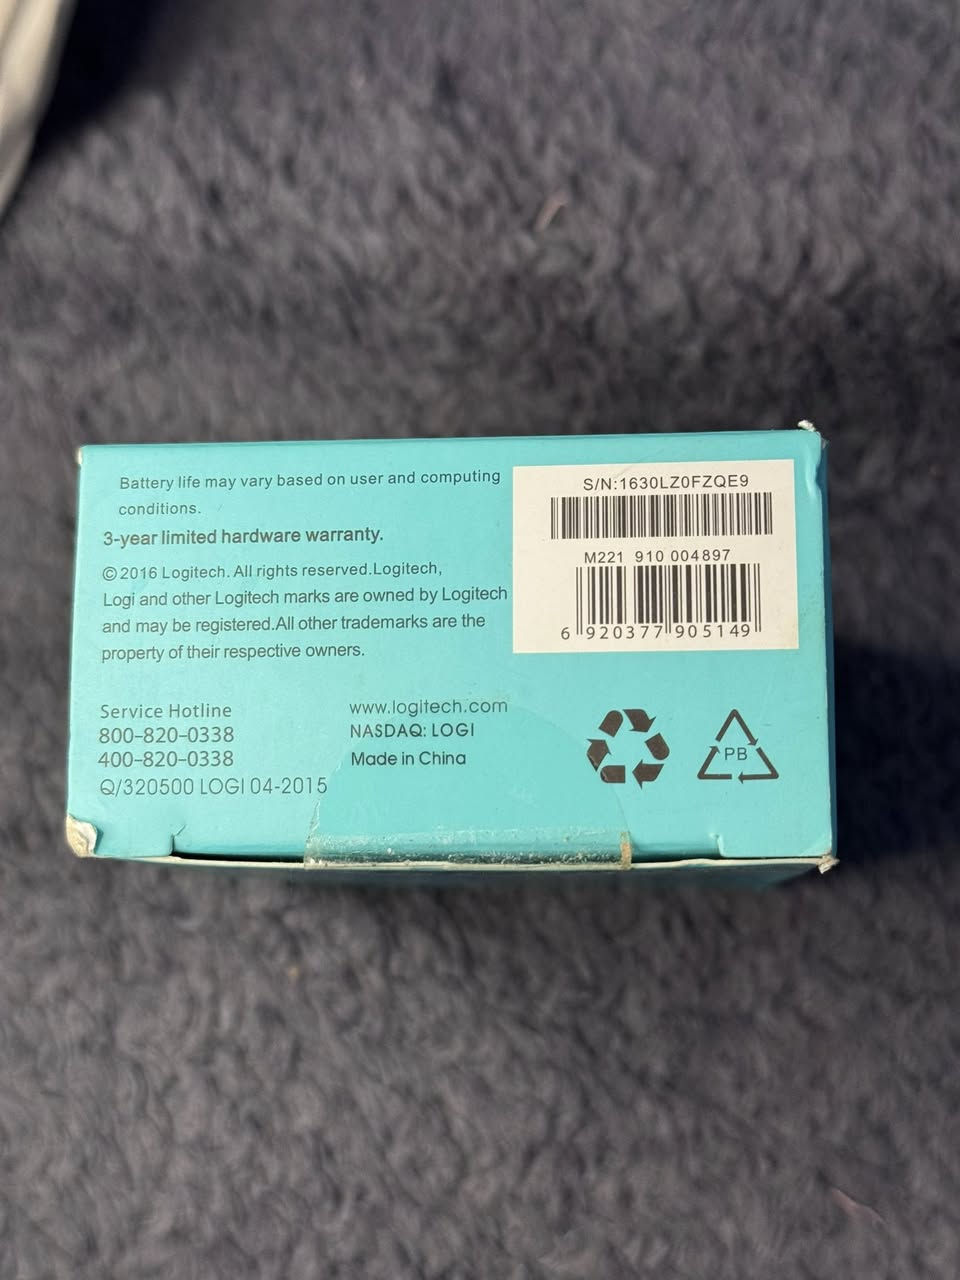 Battery life may vary based on user and computing
conditions.
3-year limited hardware warranty.
© 2016 Logitech. All rights reserved.Logitech,
Logi and other Logitech marks are owned by Logitech
and may be registered.All other trademarks are the
property of their respective owners.
Service Hotline
800-820-0338
400-820-0338
Q/320500 LOGI 04-2015
www.logitech.com
NASDAQ: LOGI
Made in China
S/N:1630LZ0FZQE9
M221 910 004897
6 920377 905149
PB